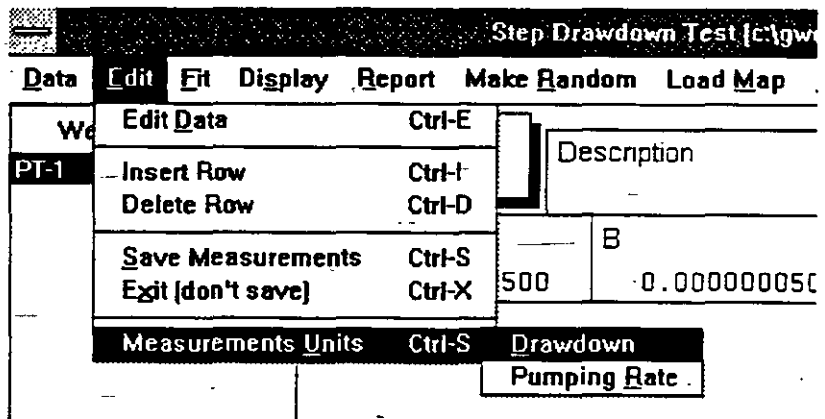 Step Drawdown Test [c:\gw
Data Edit Fit Display Report Make Random Load Map
We
Edit Data Ctrl-E
Description
PT-1
Insert Row Ctrl-I
Delete Row Ctrl-D
B
Save Measurements Ctrl-S
500 0.000000050
Exit (don't save) Ctrl-X
Measurements Units Ctrl-S Drawdown
Pumping Rate